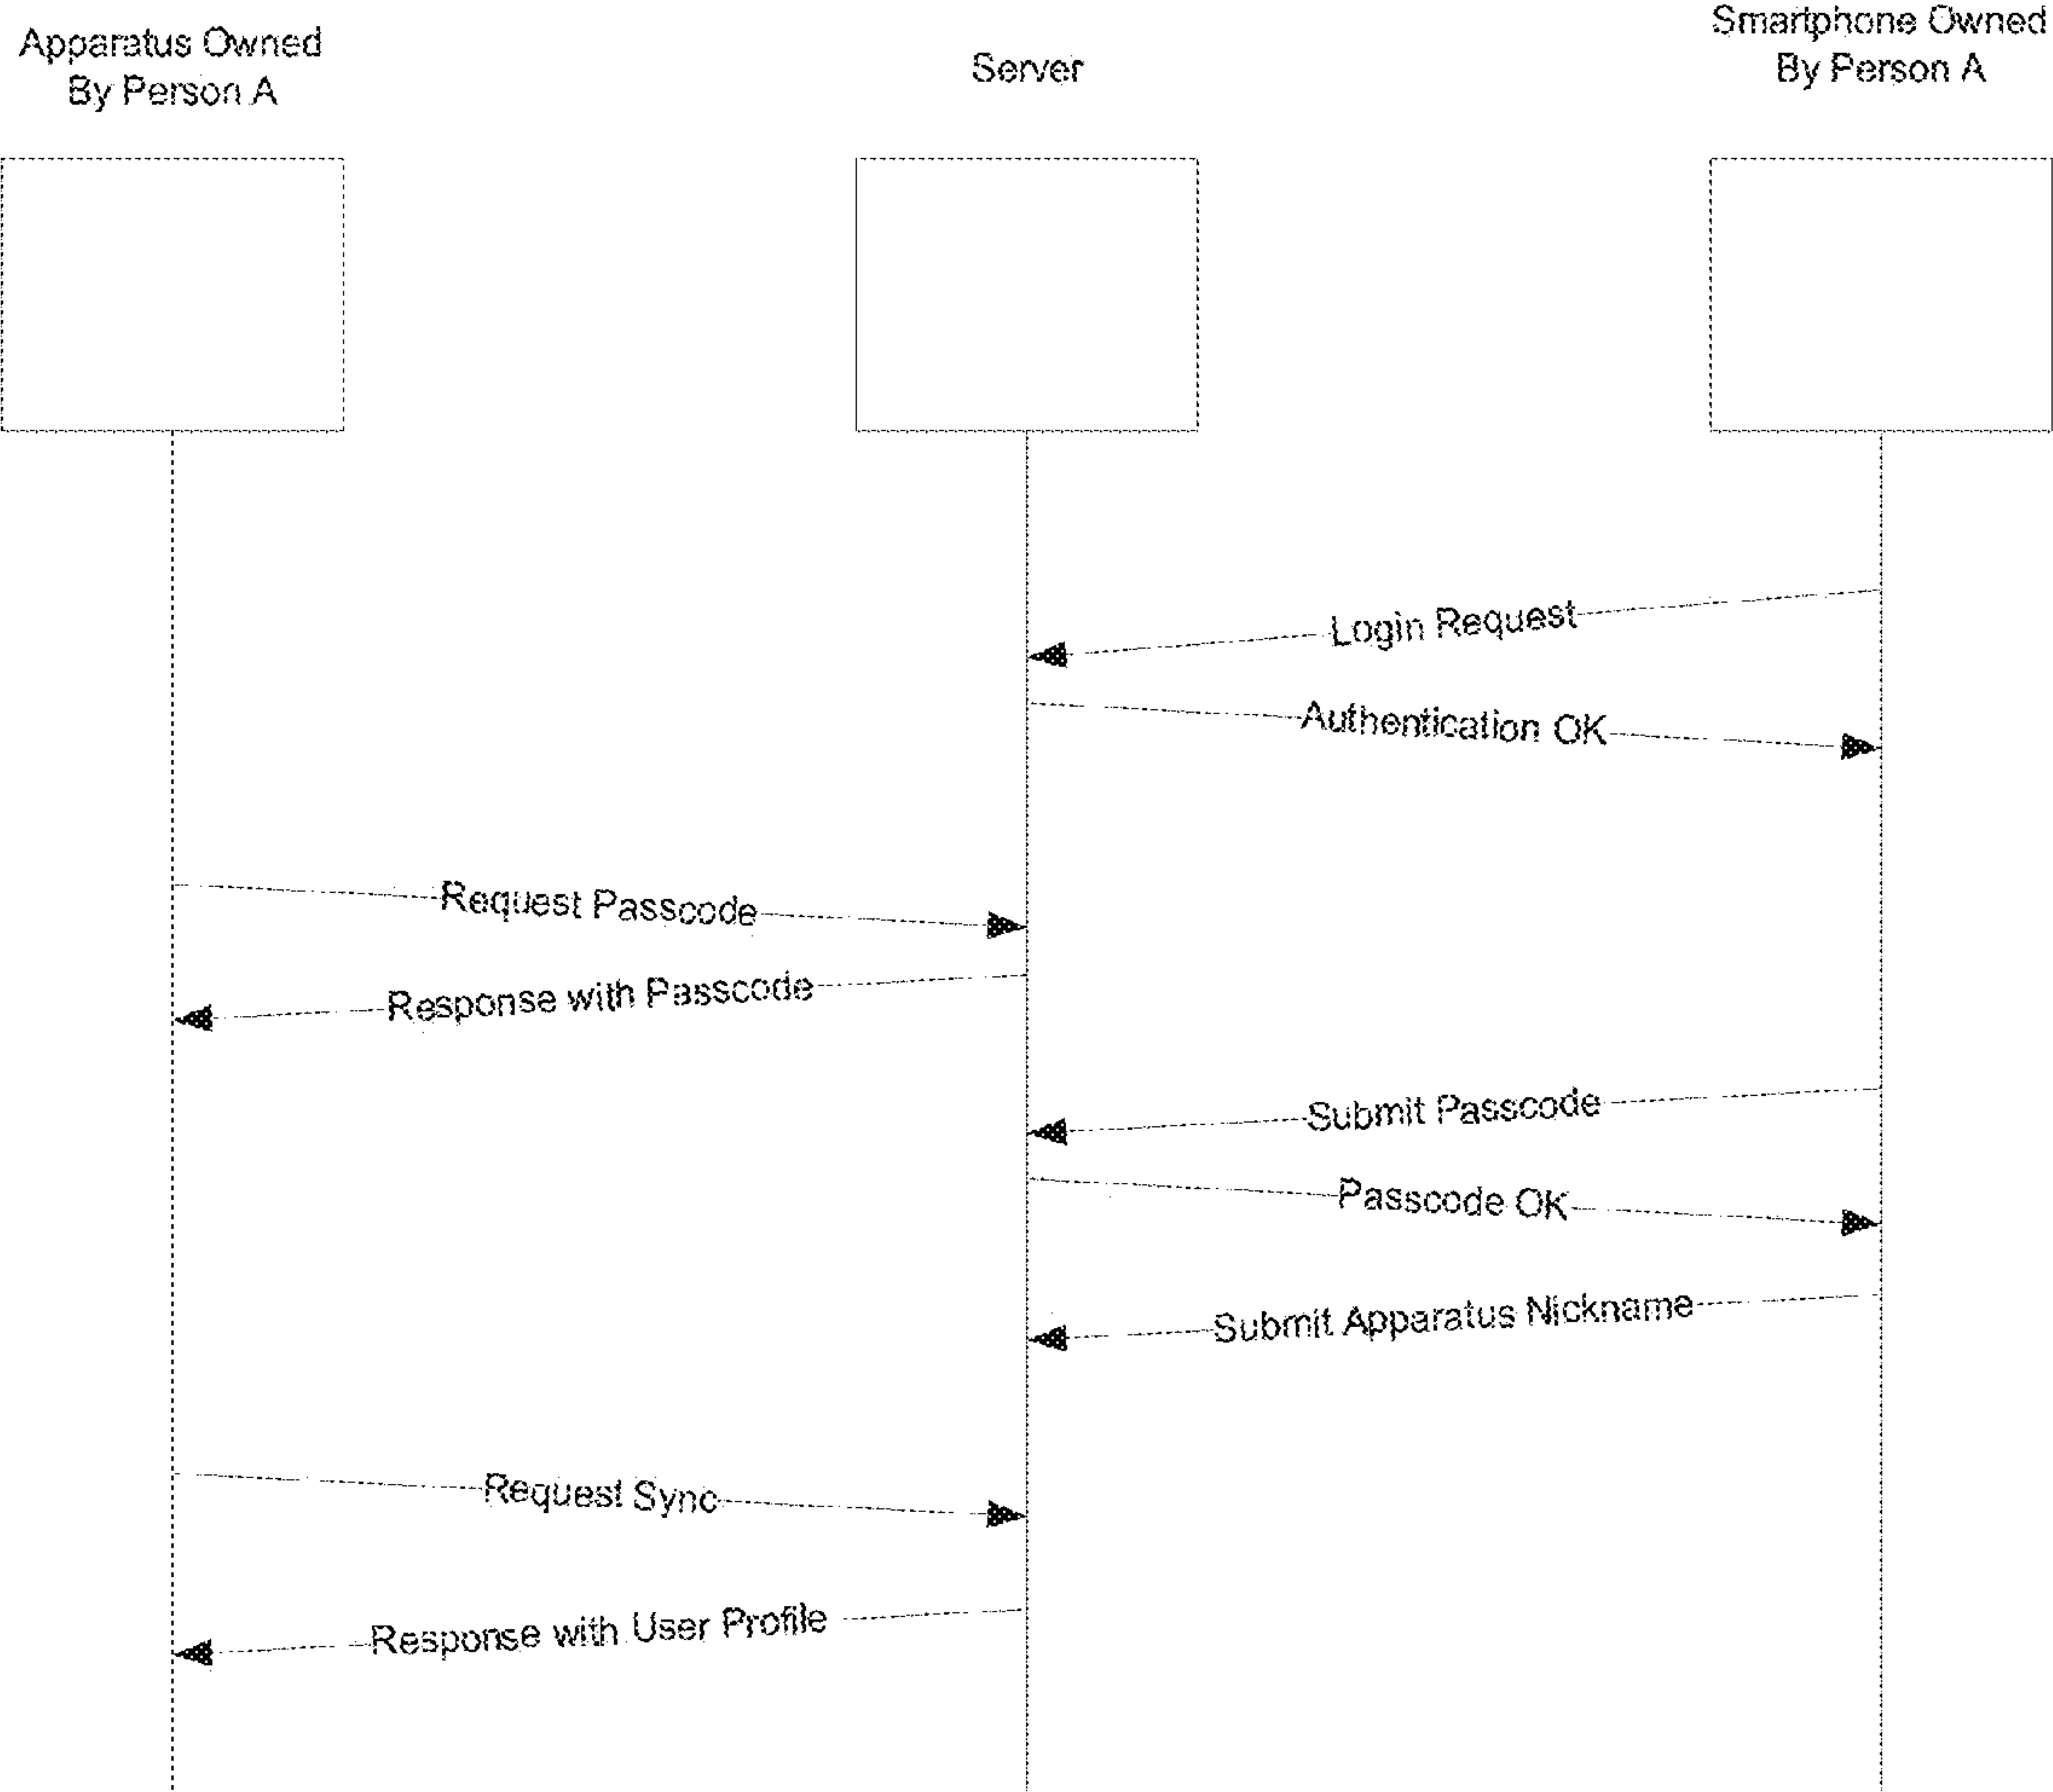 Apparatus Owned
By Person A
Server
Smartphone Owned
By Person A
Login Request
Authentication OK
Request Passcode
Response with Passcode
Submit Passcode
Passcode OK
Submit Apparatus Nickname
Request Sync
Response with User Profile